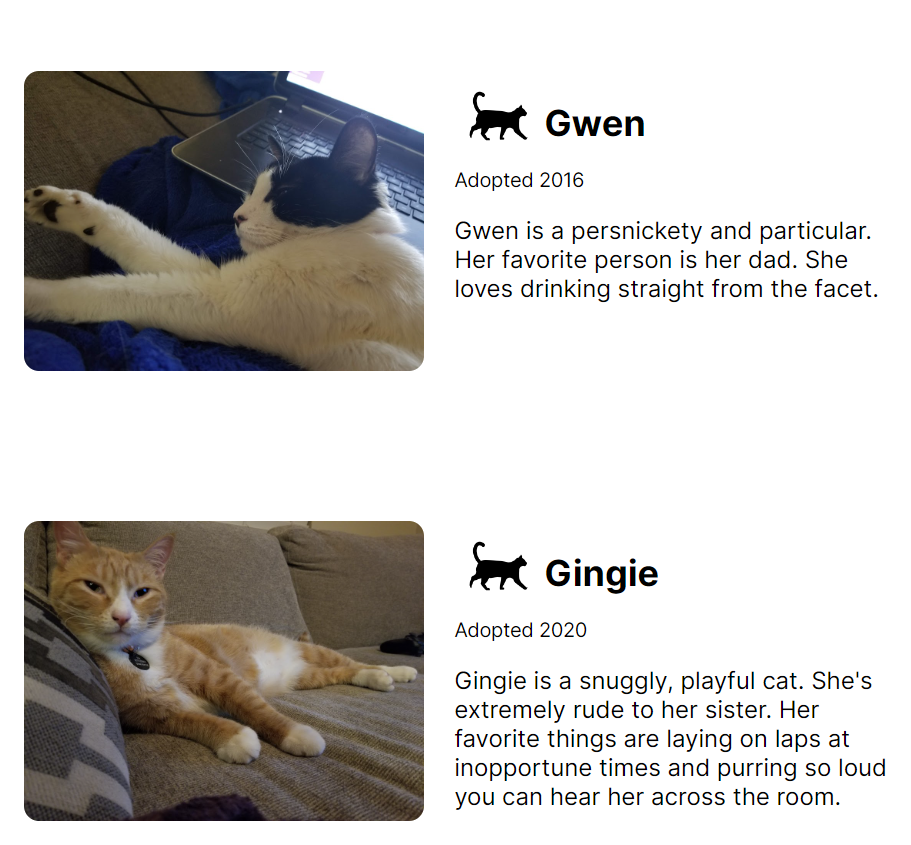 Gwen
Adopted 2016
Gwen is a persnickety and particular.
Her favorite person is her dad. She
loves drinking straight from the facet.
Gingie
Adopted 2020
Gingie is a snuggly, playful cat. She's
extremely rude to her sister. Her
favorite things are laying on laps at
inopportune times and purring so loud
you can hear her across the room.